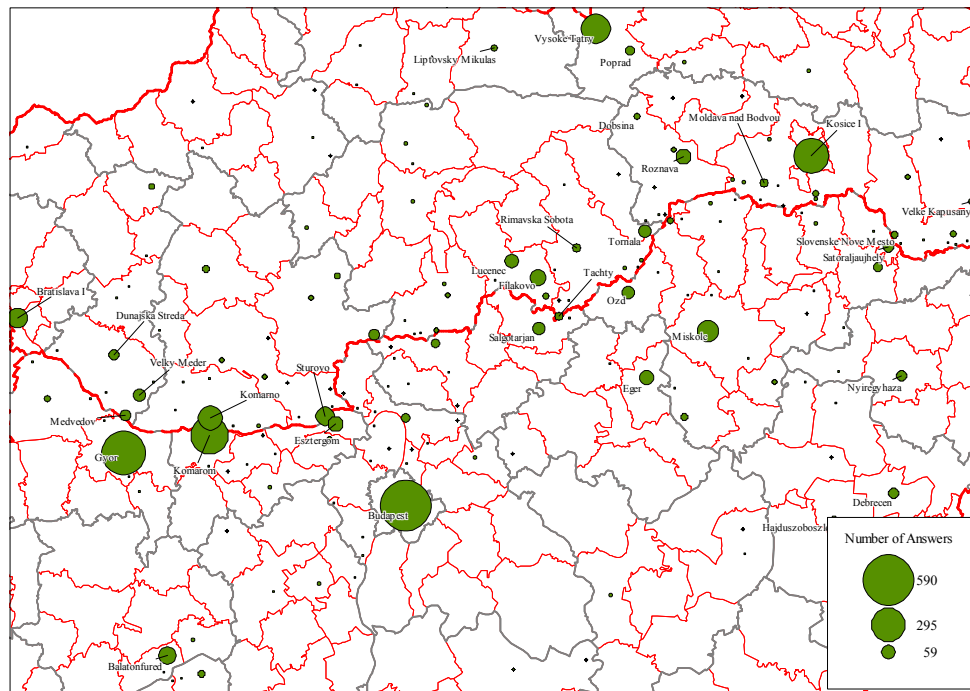 Vysoke Tatry
Liptovsky Mikulas
Poprad
Dobsina
Moldava nad Bodvou
Kosice I
Roznava
Velke Kapusany
Rimavska Sobota
Tornala
Slovenske Nove Mesto
Satoraljaujhely
Lucenec
Tachty
Filakovo
Bratislava I
Ozd
Dunajska Streda
Salgotarjan
Miskolc
Velky Meder
Sturovo
Eger
Nyiregyhaza
Komarno
Medvedov
Esztergom
Gyor
Komarom
Debrecen
Budapest
Hajduszoboszlo
Number of Answers
590
295
59
Balatonfured